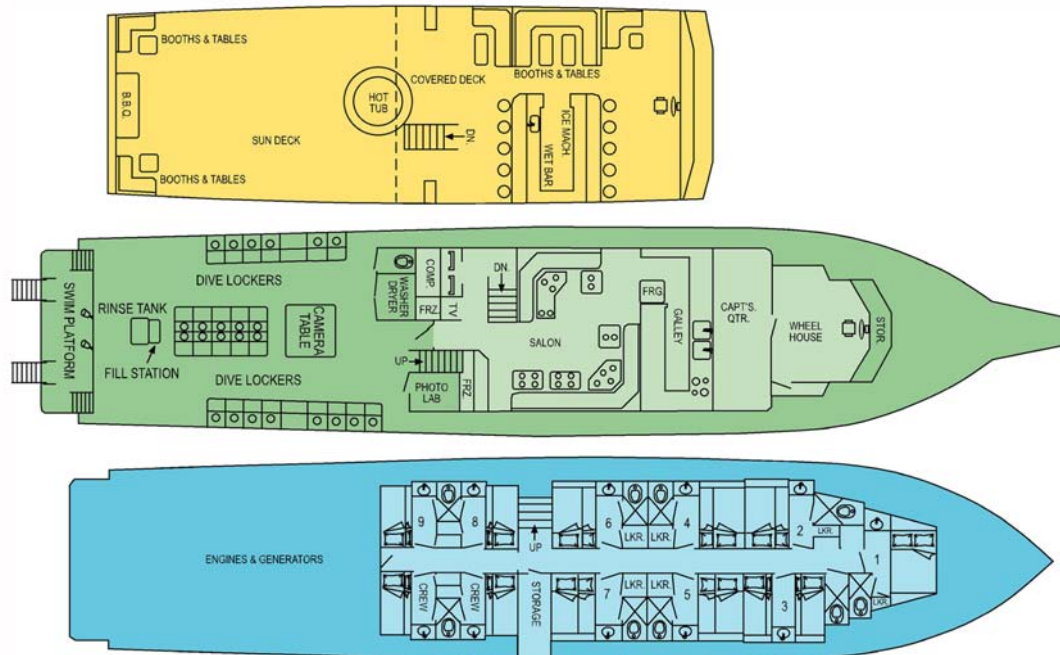 BOOTHS & TABLES
B.B.Q.
SUN DECK
BOOTHS & TABLES
HOT
TUB
COVERED DECK
DN.
BOOTHS & TABLES
ICE MACH.
WET BAR
SWIM PLATFORM
DIVE LOCKERS
RINSE TANK
FILL STATION
CAMERA
TABLE
DIVE LOCKERS
WASHER
DRYER
COMP.
FRZ.
TV
DN.
UP
PHOTO
LAB
FRZ.
SALON
FRG
GALLEY
CAPT'S.
QTR.
WHEEL
HOUSE
STOR
ENGINES & GENERATORS
9
8
UP
6
LKR.
LKR.
4
2
LKR.
1
CREW
CREW
STORAGE
7
LKR.
LKR.
5
3
LKR.